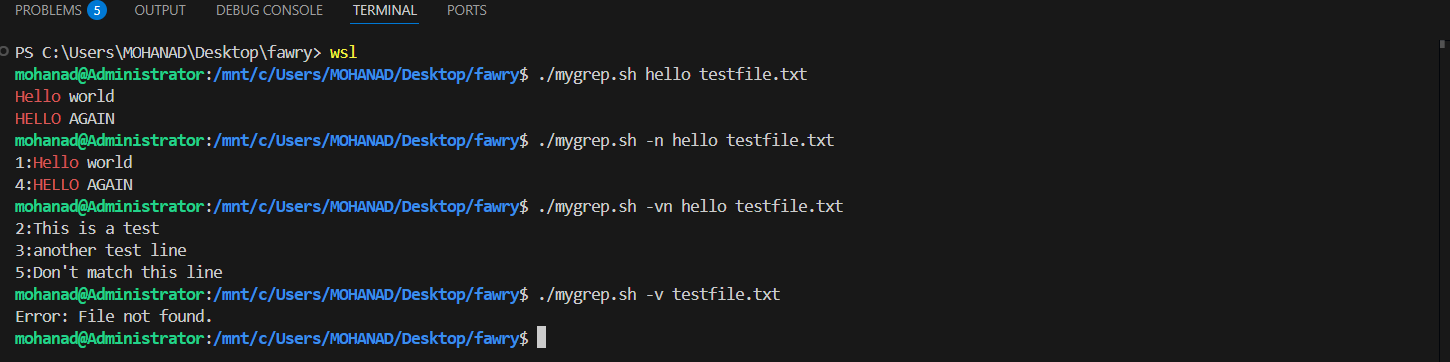 PROBLEMS 5 OUTPUT DEBUG CONSOLE TERMINAL PORTS
PS C:\Users\MOHANAD\Desktop\fawry> wsl
mohanad@Administrator:/mnt/c/Users/MOHANAD/Desktop/fawry$ ./mygrep.sh hello testfile.txt
Hello world
HELLO AGAIN
mohanad@Administrator:/mnt/c/Users/MOHANAD/Desktop/fawry$ ./mygrep.sh -n hello testfile.txt
1:Hello world
4:HELLO AGAIN
mohanad@Administrator:/mnt/c/Users/MOHANAD/Desktop/fawry$ ./mygrep.sh -vn hello testfile.txt
2:This is a test
3:another test line
5:Don't match this line
mohanad@Administrator:/mnt/c/Users/MOHANAD/Desktop/fawry$ ./mygrep.sh -v testfile.txt
Error: File not found.
mohanad@Administrator:/mnt/c/Users/MOHANAD/Desktop/fawry$